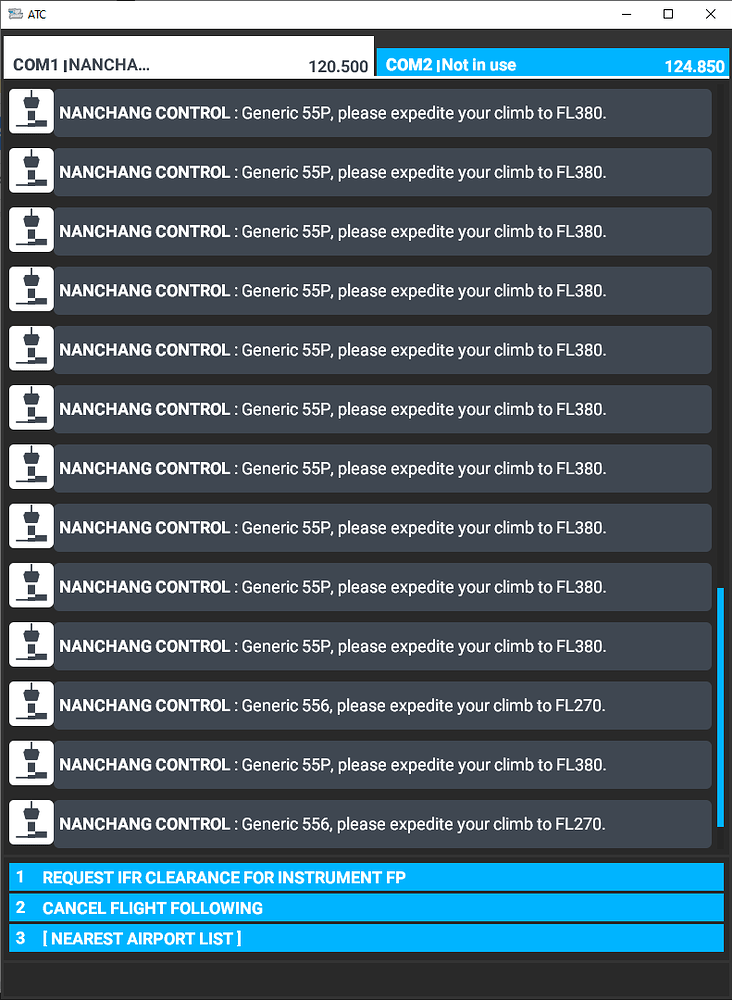 ATC
COM1 |NANCHA... 120.500 COM2 |Not in use 124.850
NANCHANG CONTROL : Generic 55P, please expedite your climb to FL380.
NANCHANG CONTROL : Generic 55P, please expedite your climb to FL380.
NANCHANG CONTROL : Generic 55P, please expedite your climb to FL380.
NANCHANG CONTROL : Generic 55P, please expedite your climb to FL380.
NANCHANG CONTROL : Generic 55P, please expedite your climb to FL380.
NANCHANG CONTROL : Generic 55P, please expedite your climb to FL380.
NANCHANG CONTROL : Generic 55P, please expedite your climb to FL380.
NANCHANG CONTROL : Generic 55P, please expedite your climb to FL380.
NANCHANG CONTROL : Generic 55P, please expedite your climb to FL380.
NANCHANG CONTROL : Generic 55P, please expedite your climb to FL380.
NANCHANG CONTROL : Generic 556, please expedite your climb to FL270.
NANCHANG CONTROL : Generic 55P, please expedite your climb to FL380.
NANCHANG CONTROL : Generic 556, please expedite your climb to FL270.
1 REQUEST IFR CLEARANCE FOR INSTRUMENT FP
2 CANCEL FLIGHT FOLLOWING
3 [ NEAREST AIRPORT LIST ]